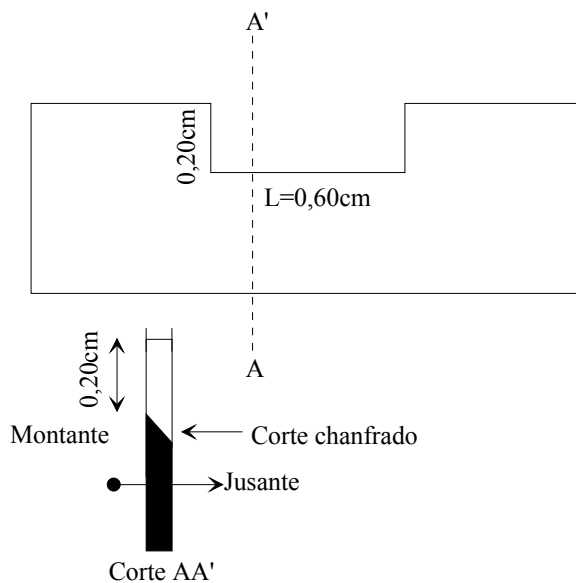 A'
0,20cm
L=0,60cm
A
0,20cm
Montante
Corte chanfrado
Jusante
Corte AA'